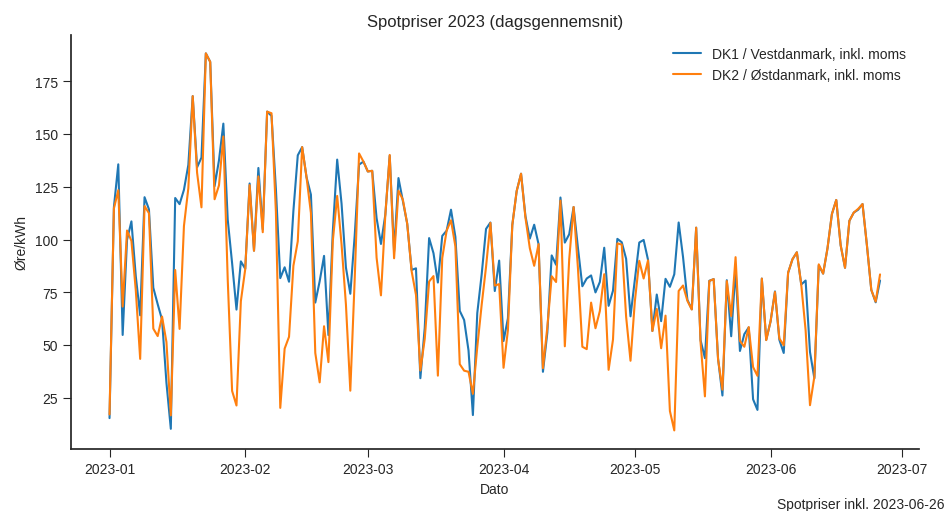 Spotpriser 2023 (dagsgennemsnit)
DK1 / Vestdanmark, inkl. moms
DK2 / Østdanmark, inkl. moms
Øre/kWh
175
150
125
100
75
50
25
2023-01 2023-02 2023-03 2023-04 2023-05 2023-06 2023-07
Dato
Spotpriser inkl. 2023-06-26